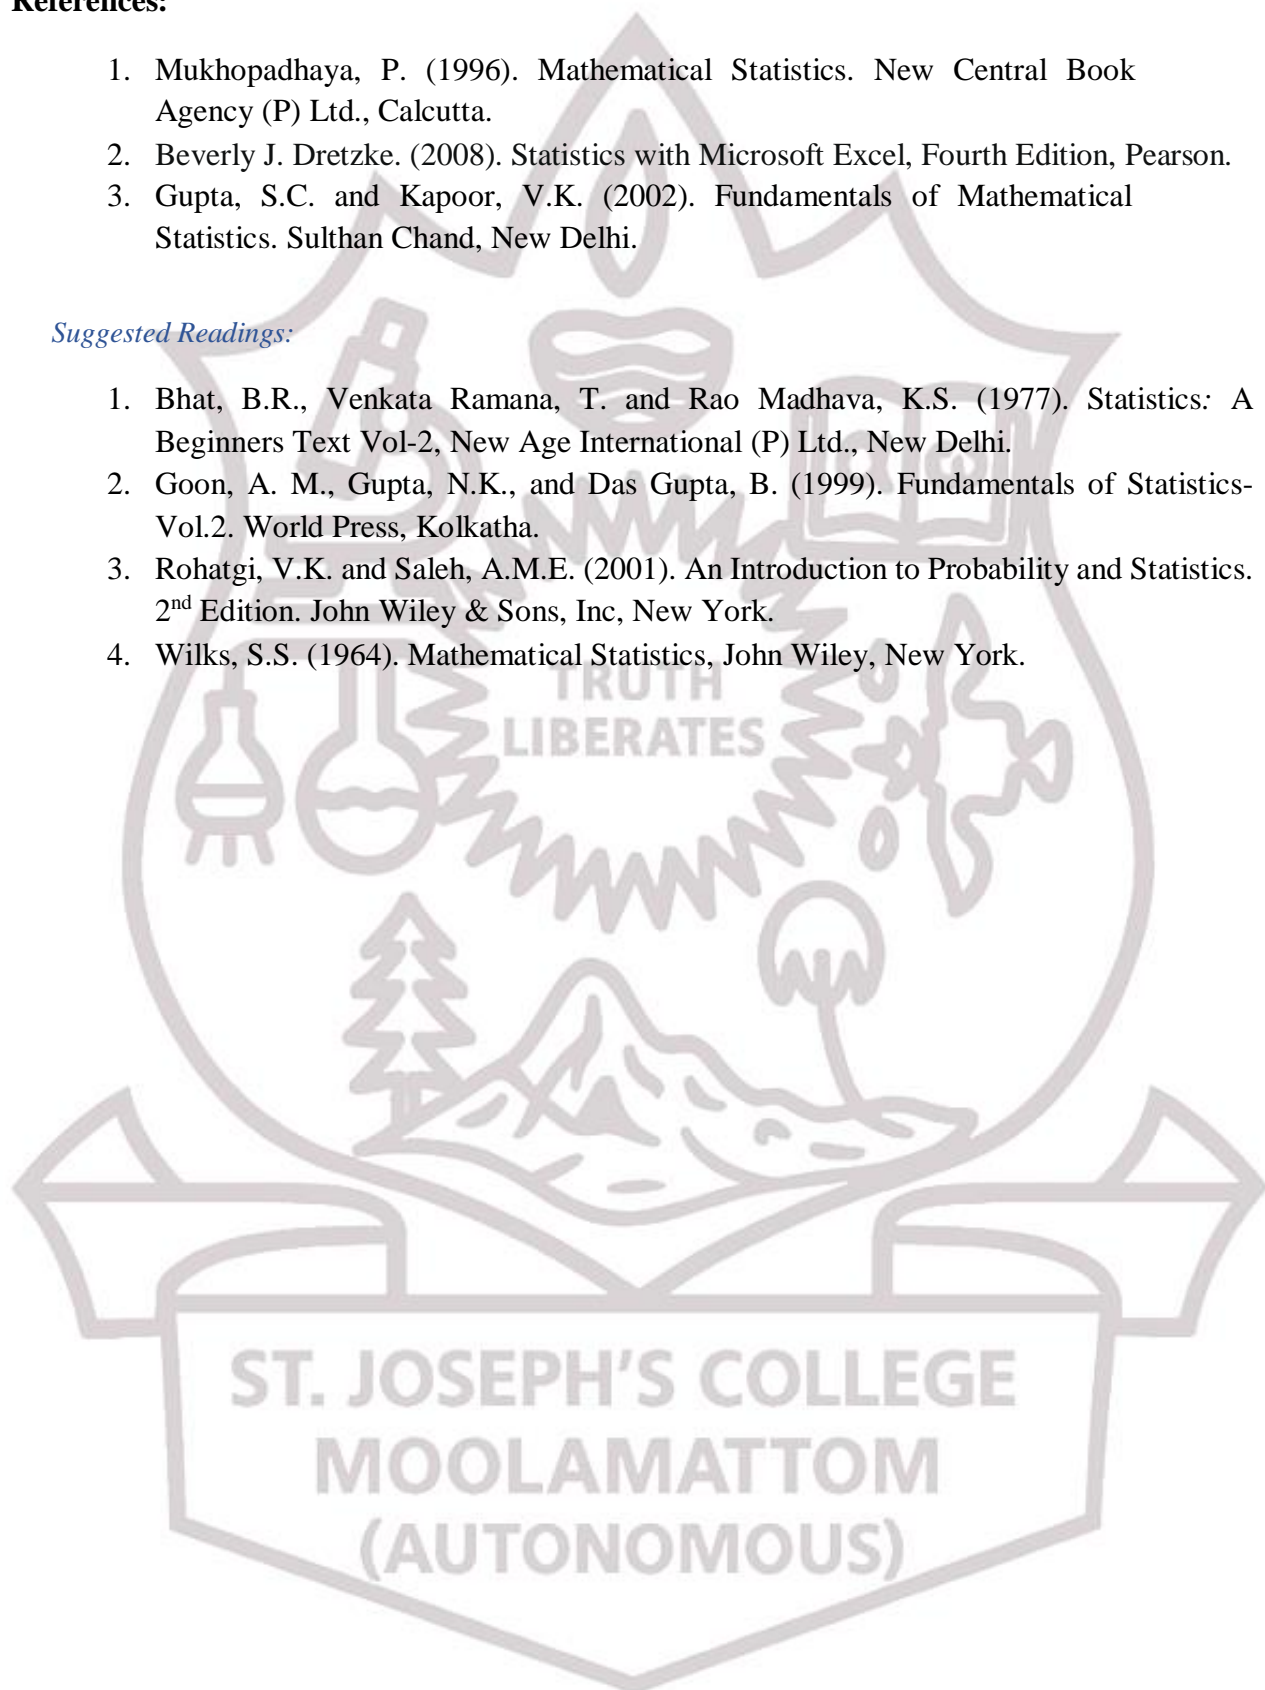 References:
1. Mukhopadhaya, P. (1996). Mathematical Statistics. New Central Book
Agency (P) Ltd., Calcutta.
2. Beverly J. Dretzke. (2008). Statistics with Microsoft Excel, Fourth Edition, Pearson.
3. Gupta, S.C. and Kapoor, V.K. (2002). Fundamentals of Mathematical
Statistics. Sulthan Chand, New Delhi.
Suggested Readings:
1. Bhat, B.R., Venkata Ramana, T. and Rao Madhava, K.S. (1977). Statistics: A
Beginners Text Vol-2, New Age International (P) Ltd., New Delhi.
2. Goon, A. M., Gupta, N.K., and Das Gupta, B. (1999). Fundamentals of Statistics-
Vol.2. World Press, Kolkatha.
3. Rohatgi, V.K. and Saleh, A.M.E. (2001). An Introduction to Probability and Statistics.
2nd Edition. John Wiley & Sons, Inc, New York.
4. Wilks, S.S. (1964). Mathematical Statistics, John Wiley, New York.
TRUTH
LIBERATES
ST. JOSEPH'S COLLEGE
MOOLAMATTOM
(AUTONOMOUS)